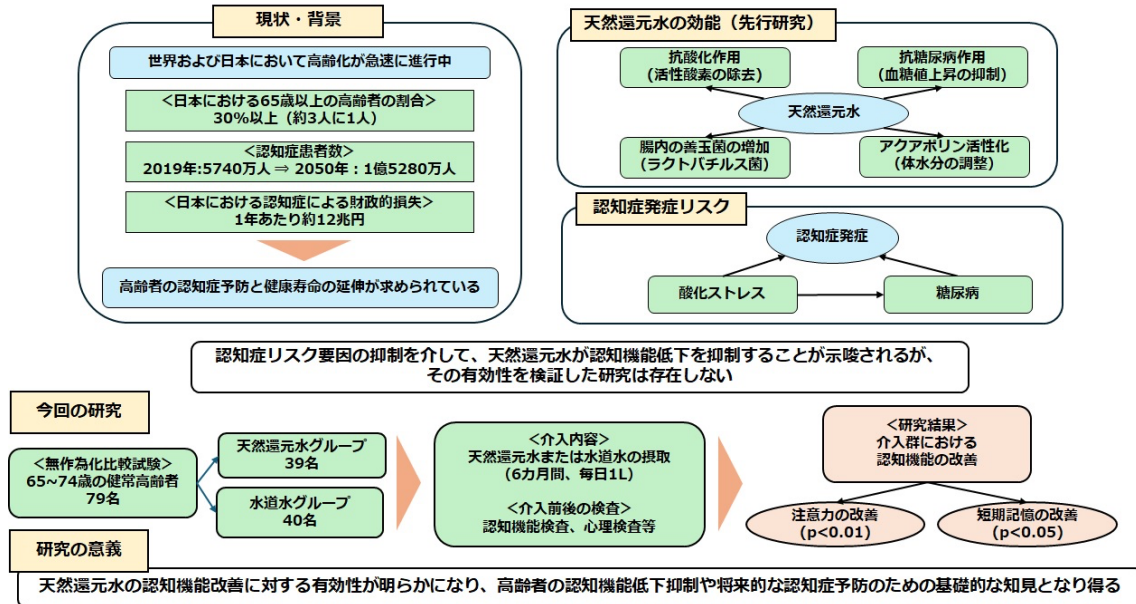 現状・背景
世界および日本において高齢化が急速に進行中
<日本における65歳以上の高齢者の割合>
30%以上（約3人に1人）
<認知症患者数>
2019年:5740万人 ⇒ 2050年：1億5280万人
<日本における認知症による財政的損失>
1年あたり約12兆円
高齢者の認知症予防と健康寿命の延伸が求められている
天然還元水の効能（先行研究）
抗酸化作用
(活性酸素の除去)
抗糖尿病作用
(血糖値上昇の抑制)
天然還元水
腸内の善玉菌の増加
(ラクトバチルス菌)
アクアポリン活性化
(体水分の調整)
認知症発症リスク
認知症発症
酸化ストレス
糖尿病
認知症リスク要因の抑制を介して、天然還元水が認知機能低下を抑制することが示唆されるが、
その有効性を検証した研究は存在しない
今回の研究
<無作為化比較試験>
65~74歳の健常高齢者
79名
天然還元水グループ
39名
水道水グループ
40名
<介入内容>
天然還元水または水道水の摂取
(6カ月間、毎日1L)
<介入前後の検査>
認知機能検査、心理検査等
<研究結果>
介入群における
認知機能の改善
注意力の改善
(p<0.01)
短期記憶の改善
(p<0.05)
研究の意義
天然還元水の認知機能改善に対する有効性が明らかになり、高齢者の認知機能低下抑制や将来的な認知症予防のための基礎的な知見となり得る